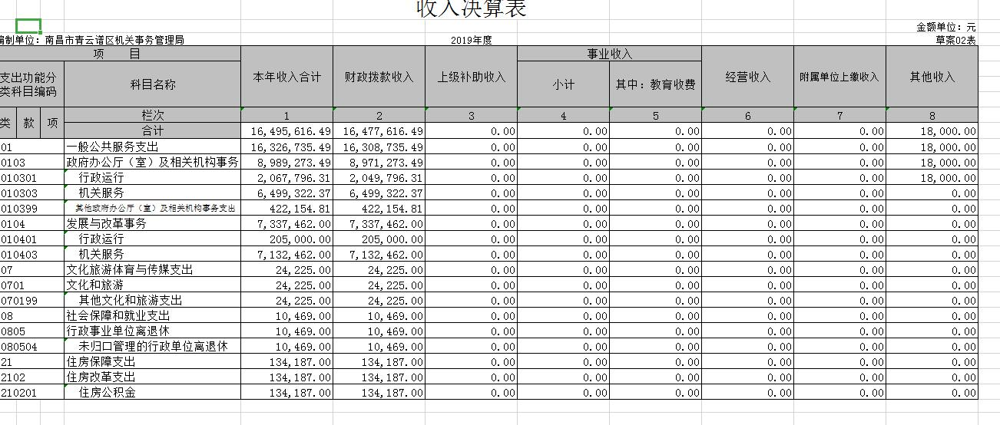 收入决算表
金额单位：元
编制单位：南昌市青云谱区机关事务管理局 2019年度 草案02表
项 目 本年收入合计 财政拨款收入 上级补助收入 事业收入 经营收入 附属单位上缴收入 其他收入
支出功能分类科目编码 科目名称 小计 其中：教育收费
类 款 项 栏次 1 2 3 4 5 6 7 8
合计 16,495,616.49 16,477,616.49 0.00 0.00 0.00 0.00 0.00 18,000.00
01 一般公共服务支出 16,326,735.49 16,308,735.49 0.00 0.00 0.00 0.00 0.00 18,000.00
0103 政府办公厅（室）及相关机构事务 8,989,273.49 8,971,273.49 0.00 0.00 0.00 0.00 0.00 18,000.00
010301 行政运行 2,067,796.31 2,049,796.31 0.00 0.00 0.00 0.00 0.00 18,000.00
010303 机关服务 6,499,322.37 6,499,322.37 0.00 0.00 0.00 0.00 0.00 0.00
010399 其他政府办公厅（室）及相关机构事务支出 422,154.81 422,154.81 0.00 0.00 0.00 0.00 0.00 0.00
0104 发展与改革事务 7,337,462.00 7,337,462.00 0.00 0.00 0.00 0.00 0.00 0.00
010401 行政运行 205,000.00 205,000.00 0.00 0.00 0.00 0.00 0.00 0.00
010403 机关服务 7,132,462.00 7,132,462.00 0.00 0.00 0.00 0.00 0.00 0.00
07 文化旅游体育与传媒支出 24,225.00 24,225.00 0.00 0.00 0.00 0.00 0.00 0.00
0701 文化和旅游 24,225.00 24,225.00 0.00 0.00 0.00 0.00 0.00 0.00
070199 其他文化和旅游支出 24,225.00 24,225.00 0.00 0.00 0.00 0.00 0.00 0.00
08 社会保障和就业支出 10,469.00 10,469.00 0.00 0.00 0.00 0.00 0.00 0.00
0805 行政事业单位离退休 10,469.00 10,469.00 0.00 0.00 0.00 0.00 0.00 0.00
080504 未归口管理的行政单位离退休 10,469.00 10,469.00 0.00 0.00 0.00 0.00 0.00 0.00
21 住房保障支出 134,187.00 134,187.00 0.00 0.00 0.00 0.00 0.00 0.00
2102 住房改革支出 134,187.00 134,187.00 0.00 0.00 0.00 0.00 0.00 0.00
210201 住房公积金 134,187.00 134,187.00 0.00 0.00 0.00 0.00 0.00 0.00